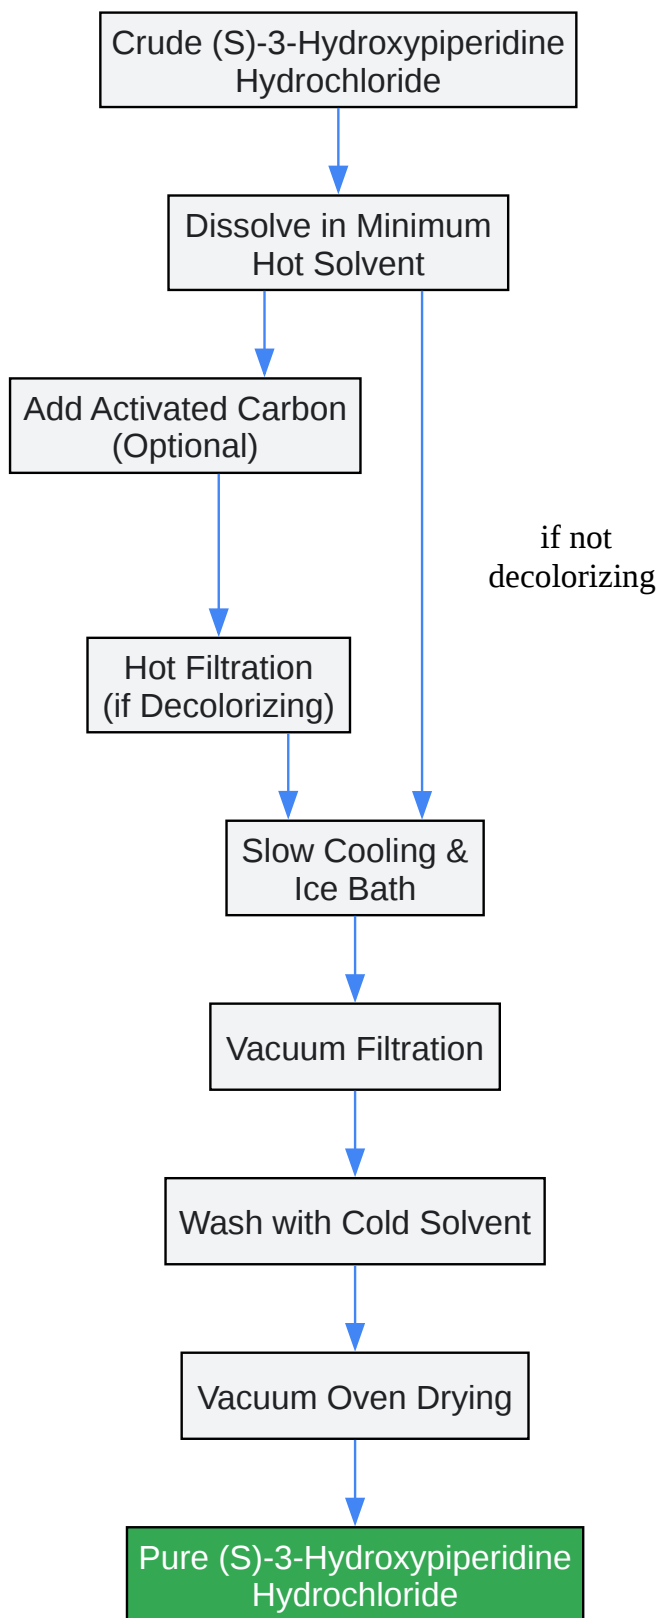 Crude (S)-3-Hydroxypiperidine
Hydrochloride
Dissolve in Minimum
Hot Solvent
Add Activated Carbon
(Optional)
if not
decolorizing
Hot Filtration
(if Decolorizing)
Slow Cooling &
Ice Bath
Vacuum Filtration
Wash with Cold Solvent
Vacuum Oven Drying
Pure (S)-3-Hydroxypiperidine
Hydrochloride